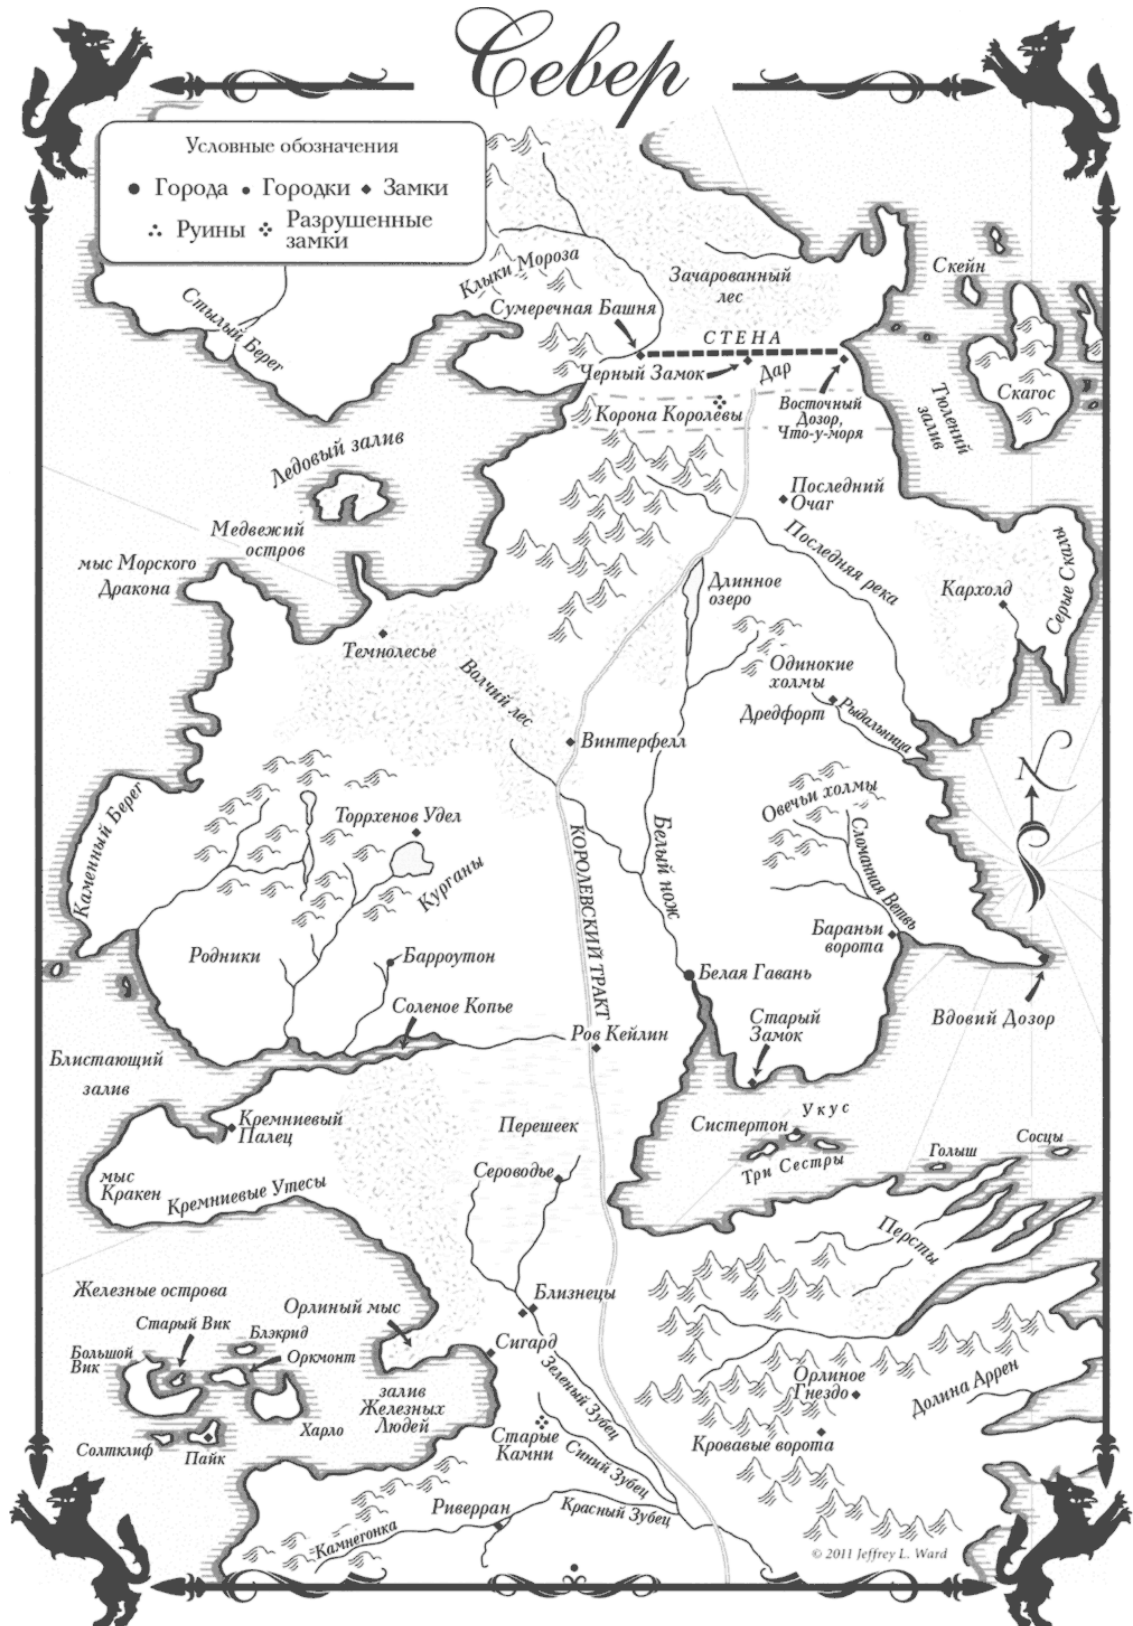 Север
Условные обозначения
Города Городки Замки
Руины Разрушенные
замки
Клыки Мороза
Зачарованный
лес
Скейн
Стылый Берег
Сумеречная Башня
СТЕНА
Черный Замок
Дар
Скагос
Корона Королевы
Восточный
Дозор,
Что-у-моря
Тюлений
залив
Ледовый залив
Последний
Очаг
Медвежий
остров
Последняя река
мыс Морского
Дракона
Длинное
озеро
Кархолд
Серые Скалы
Темнолесье
Волчий лес
Одинокие
холмы
Дредфорт
Рыдальница
Винтерфелл
N
Каменный Берег
Овечьи холмы
Торрхенов Удел
КОРОЛЕВСКИЙ ТРАКТ
Белый нож
Сломанная Ветвь
Курганы
Бараньи
ворота
Родники
Барроутон
Белая Гавань
Соленое Копье
Старый
Замок
Вдовий Дозор
Ров Кейлин
Блистающий
залив
Кремниевый
Палец
Перешеек
Систертон
Укус
Голыш
Сосцы
Три Сестры
Сероводье
мыс
Кракен
Кремниевые Утесы
Персты
Железные острова
Орлиный мыс
Близнецы
Старый Вик
Блэкрид
Большой
Вик
Оркмонт
Сигард
Зеленый Зубец
Орлиное
Гнездо
Долина Аррен
залив
Железных
Людей
Харло
Солтклиф
Пайк
Старые
Камни
Кровавые ворота
Синий Зубец
Риверран
Красный Зубец
Камнегонка
© 2011 Jeffrey L. Ward